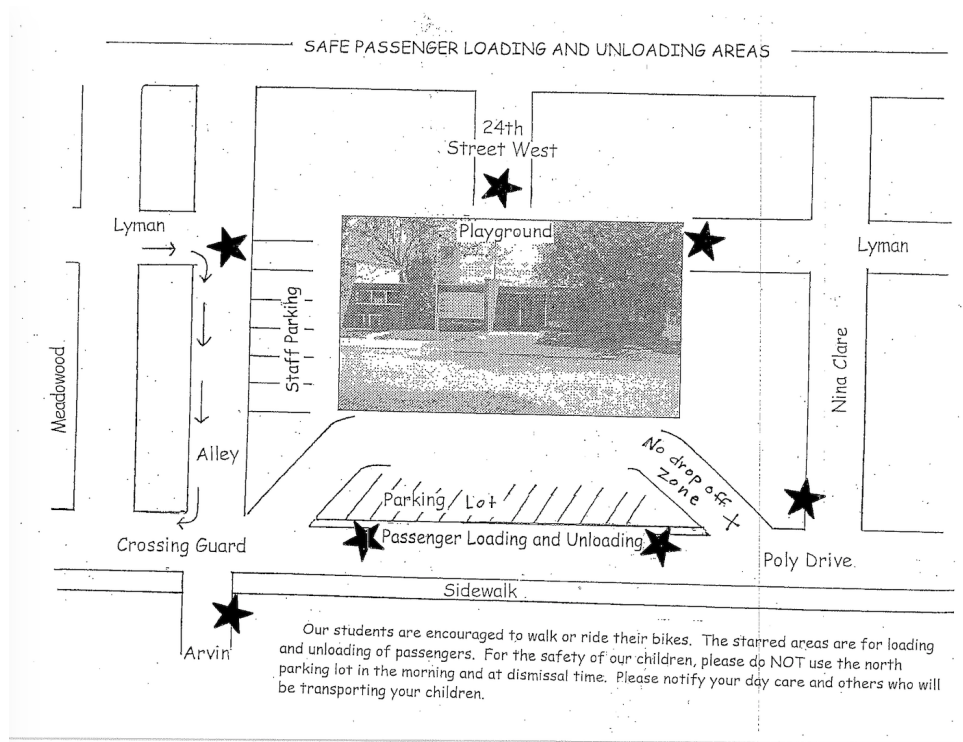 SAFE PASSENGER LOADING AND UNLOADING AREAS
24th
Street West
Playground
Lyman
Lyman
Staff Parking
Meadowood
Nina Clare
Alley
No drop off
zone X
Parking Lot
Crossing Guard
Passenger Loading and Unloading
Poly Drive
Sidewalk
Arvin
Our students are encouraged to walk or ride their bikes. The starred areas are for loading
and unloading of passengers. For the safety of our children, please do NOT use the north
parking lot in the morning and at dismissal time. Please notify your day care and others who will
be transporting your children.